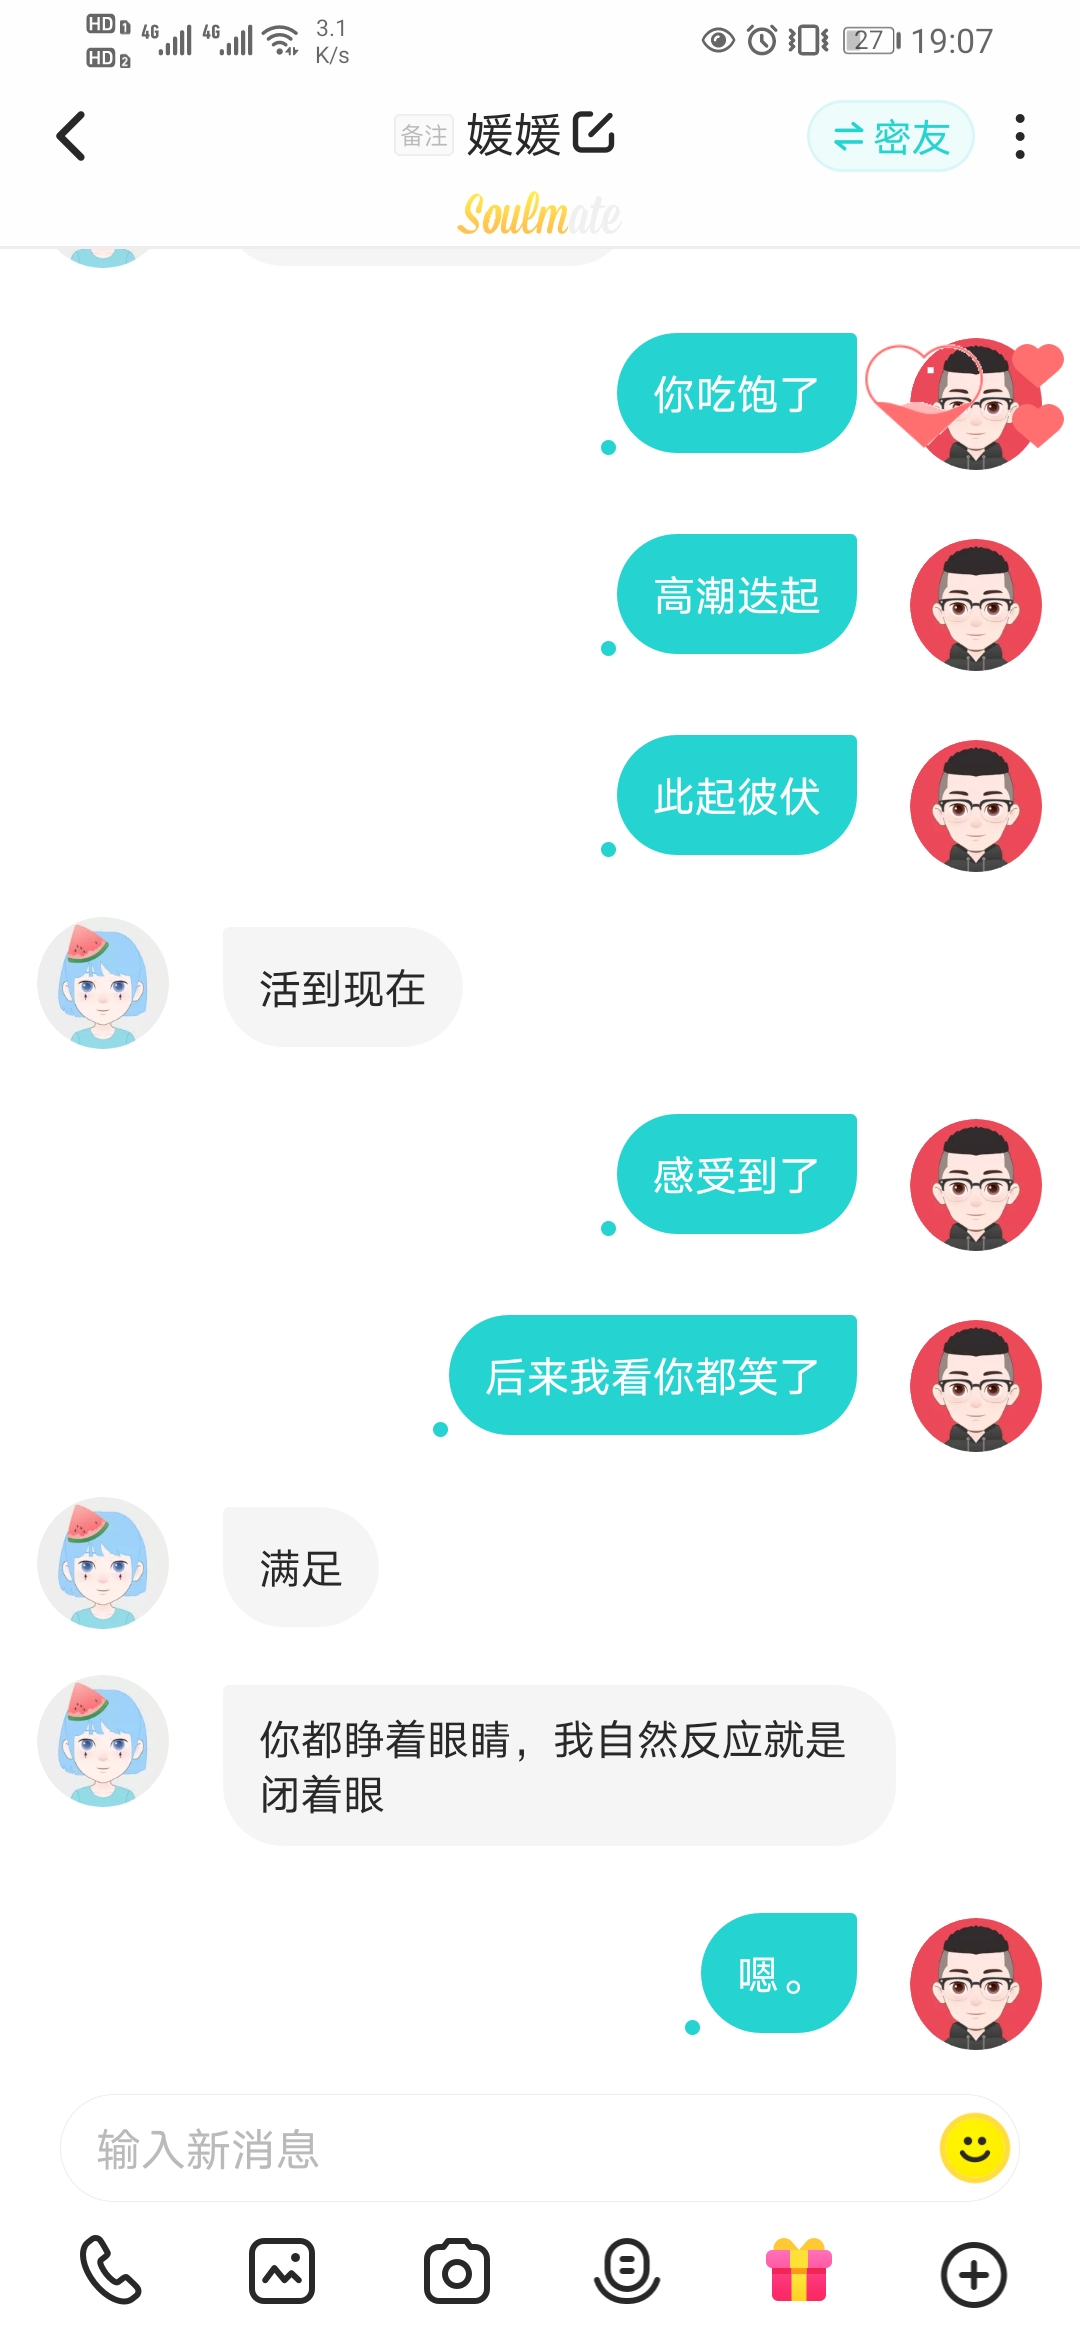 HD 1 4G 4G 3.1
HD 2 K/s
27 19:07
备注 媛媛 密友
Soulmate
你吃饱了
高潮迭起
此起彼伏
活到现在
感受到了
后来我看你都笑了
满足
你都睁着眼睛，我自然反应就是
闭着眼
嗯。
输入新消息